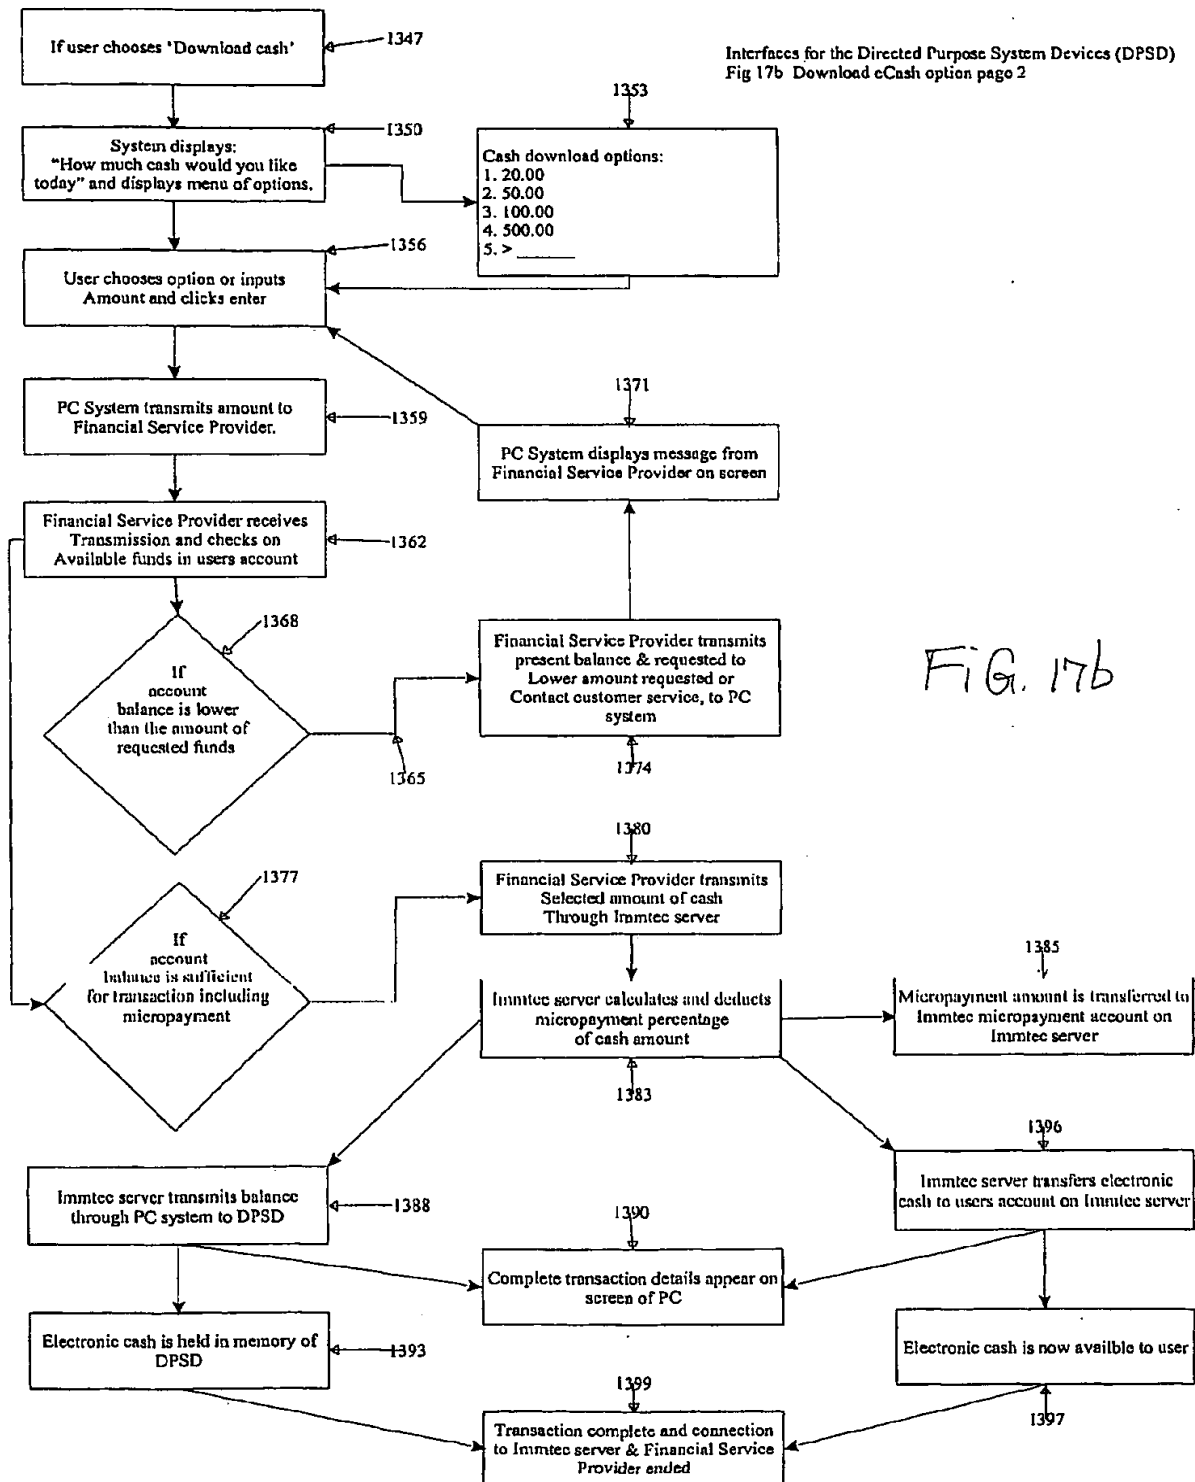 If user chooses 'Download cash'
1347
Interfaces for the Directed Purpose System Devices (DPSD)
Fig 17b Download eCash option page 2
1350
System displays:
"How much cash would you like
today" and displays menu of options.
1353
Cash download options:
1. 20.00
2. 50.00
3. 100.00
4. 500.00
5. > ______
1356
User chooses option or inputs
Amount and clicks enter
PC System transmits amount to
Financial Service Provider.
1359
1371
PC System displays message from
Financial Service Provider on screen
Financial Service Provider receives
Transmission and checks on
Available funds in users account
1362
1368
If
account
balance is lower
than the amount of
requested funds
1365
Financial Service Provider transmits
present balance & requested to
Lower amount requested or
Contact customer service, to PC
system
1374
FiG. 17b
1377
If
account
balance is sufficient
for transaction including
micropayment
1380
Financial Service Provider transmits
Selected amount of cash
Through Immtec server
Immtec server calculates and deducts
micropayment percentage
of cash amount
1383
1385
Micropayment amount is transferred to
Immtec micropayment account on
Immtec server
Immtec server transmits balance
through PC system to DPSD
1388
1390
Complete transaction details appear on
screen of PC
1396
Immtec server transfers electronic
cash to users account on Immtec server
Electronic cash is held in memory of
DPSD
1393
Electronic cash is now availble to user
1397
1399
Transaction complete and connection
to Immtec server & Financial Service
Provider ended